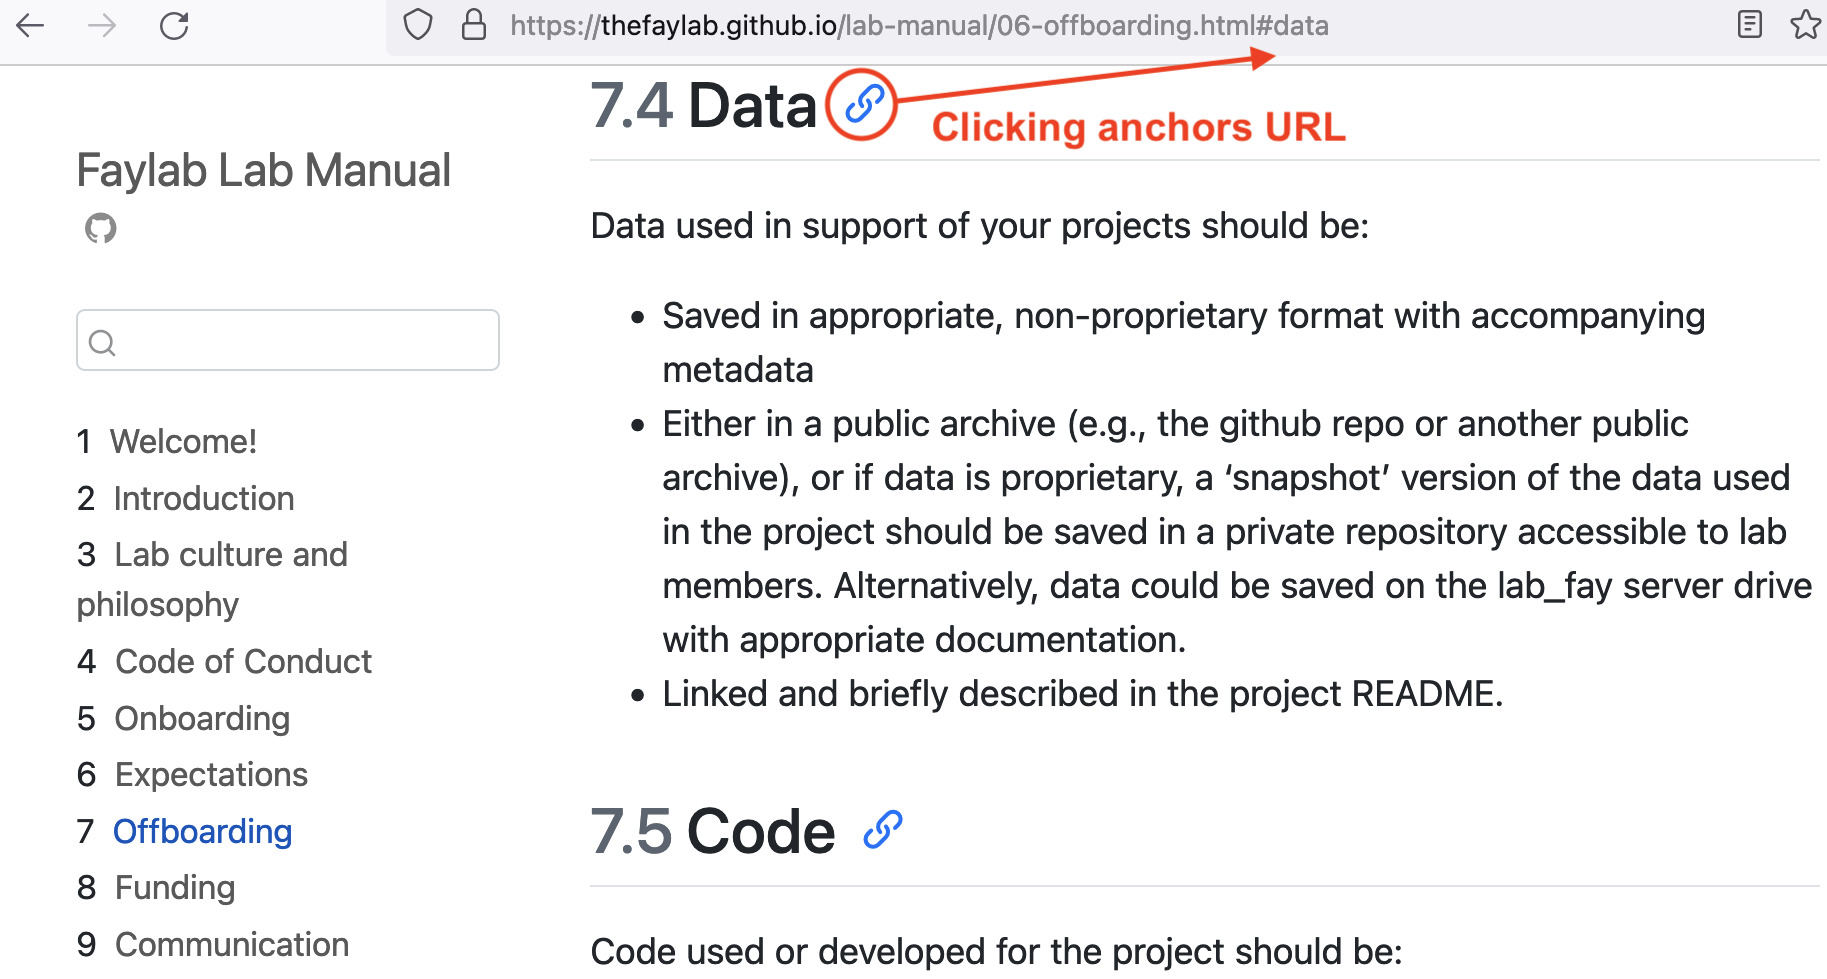 https://thefaylab.github.io/lab-manual/06-offboarding.html#data
7.4 Data
Clicking anchors URL
Faylab Lab Manual
Data used in support of your projects should be:
Saved in appropriate, non-proprietary format with accompanying
metadata
Either in a public archive (e.g., the github repo or another public
archive), or if data is proprietary, a ‘snapshot’ version of the data used
in the project should be saved in a private repository accessible to lab
members. Alternatively, data could be saved on the lab_fay server drive
with appropriate documentation.
Linked and briefly described in the project README.
1 Welcome!
2 Introduction
3 Lab culture and
philosophy
4 Code of Conduct
5 Onboarding
6 Expectations
7 Offboarding
8 Funding
9 Communication
7.5 Code
Code used or developed for the project should be: